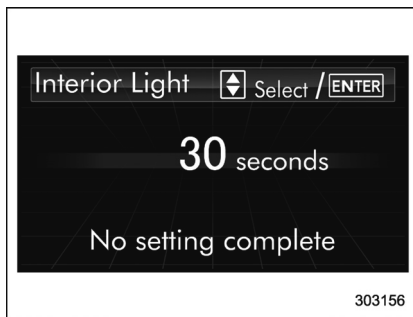 Interior Light Select / ENTER
30 seconds
No setting complete
303156